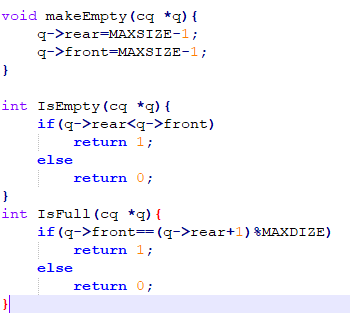 void makeEmpty(cq *q){
    q->rear=MAXSIZE-1;
    q->front=MAXSIZE-1;
}

int IsEmpty(cq *q){
    if(q->rear<q->front)
        return 1;
    else
        return 0;
}
int IsFull(cq *q){
    if(q->front==(q->rear+1)%MAXDIZE)
        return 1;
    else
        return 0;
}